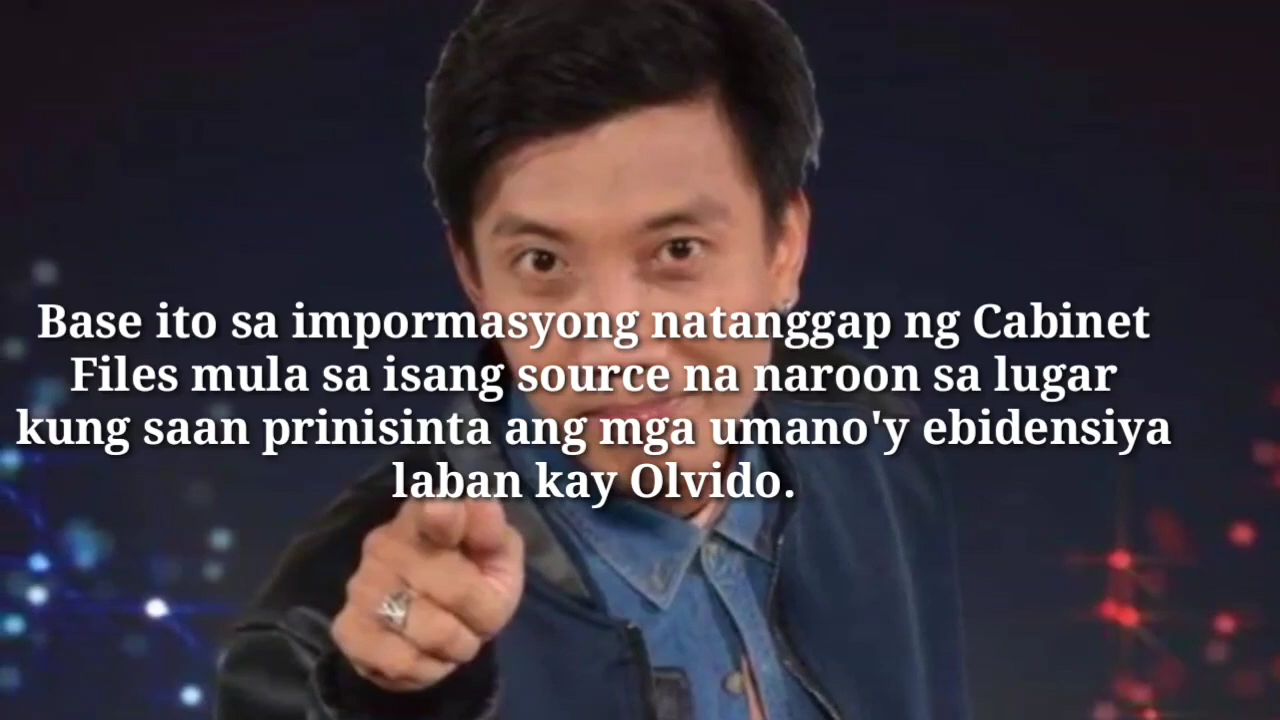 Base ito sa impormasyong natanggap ng Cabinet
Files mula sa isang source na naroon sa lugar
kung saan prinisinta ang mga umano'y ebidensiya
laban kay Olvido.